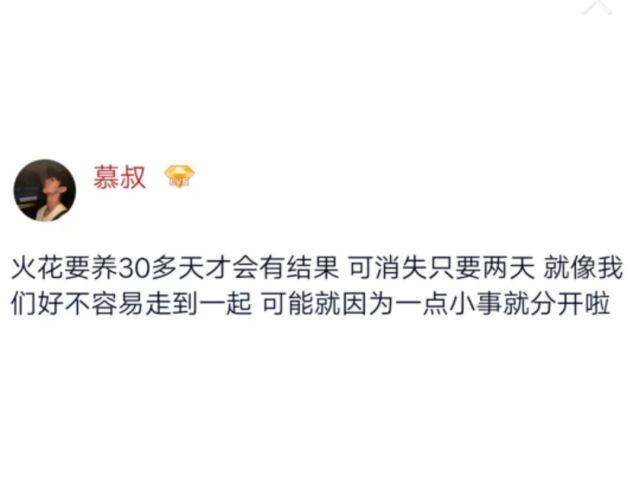 慕叔
火花要养30多天才会有结果 可消失只要两天 就像我
们好不容易走到一起 可能就因为一点小事就分开啦